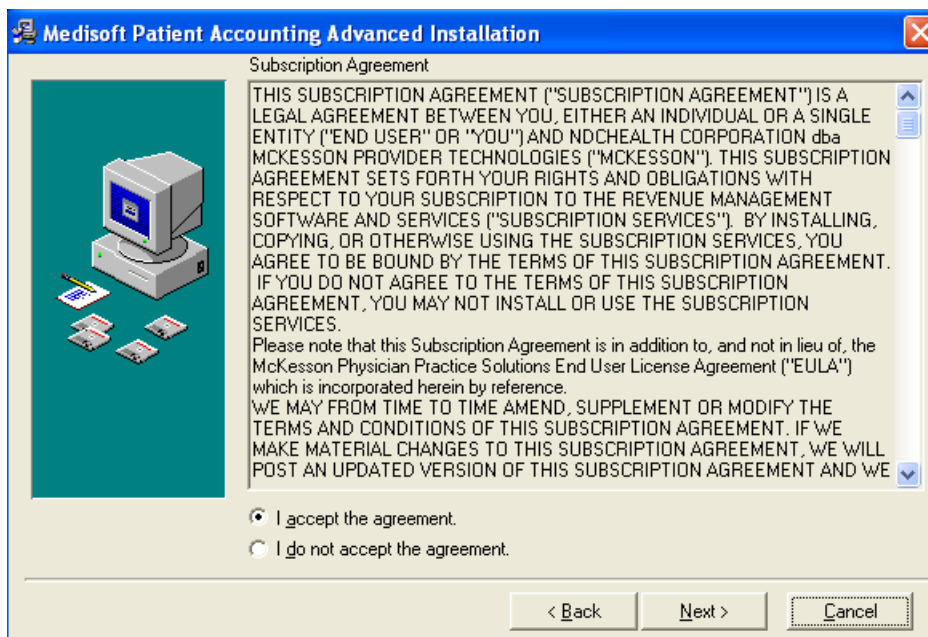 Medisoft Patient Accounting Advanced Installation
Subscription Agreement
THIS SUBSCRIPTION AGREEMENT ("SUBSCRIPTION AGREEMENT") IS A
LEGAL AGREEMENT BETWEEN YOU, EITHER AN INDIVIDUAL OR A SINGLE
ENTITY ("END USER" OR "YOU") AND NDCHEALTH CORPORATION dba
MCKESSON PROVIDER TECHNOLOGIES ("MCKESSON"). THIS SUBSCRIPTION
AGREEMENT SETS FORTH YOUR RIGHTS AND OBLIGATIONS WITH
RESPECT TO YOUR SUBSCRIPTION TO THE REVENUE MANAGEMENT
SOFTWARE AND SERVICES ("SUBSCRIPTION SERVICES"). BY INSTALLING,
COPYING, OR OTHERWISE USING THE SUBSCRIPTION SERVICES, YOU
AGREE TO BE BOUND BY THE TERMS OF THIS SUBSCRIPTION AGREEMENT.
IF YOU DO NOT AGREE TO THE TERMS OF THIS SUBSCRIPTION
AGREEMENT, YOU MAY NOT INSTALL OR USE THE SUBSCRIPTION
SERVICES.
Please note that this Subscription Agreement is in addition to, and not in lieu of, the
McKesson Physician Practice Solutions End User License Agreement ("EULA")
which is incorporated herein by reference.
WE MAY FROM TIME TO TIME AMEND, SUPPLEMENT OR MODIFY THE
TERMS AND CONDITIONS OF THIS SUBSCRIPTION AGREEMENT. IF WE
MAKE MATERIAL CHANGES TO THIS SUBSCRIPTION AGREEMENT, WE WILL
POST AN UPDATED VERSION OF THIS SUBSCRIPTION AGREEMENT AND WE
I accept the agreement.
I do not accept the agreement.
< Back
Next >
Cancel